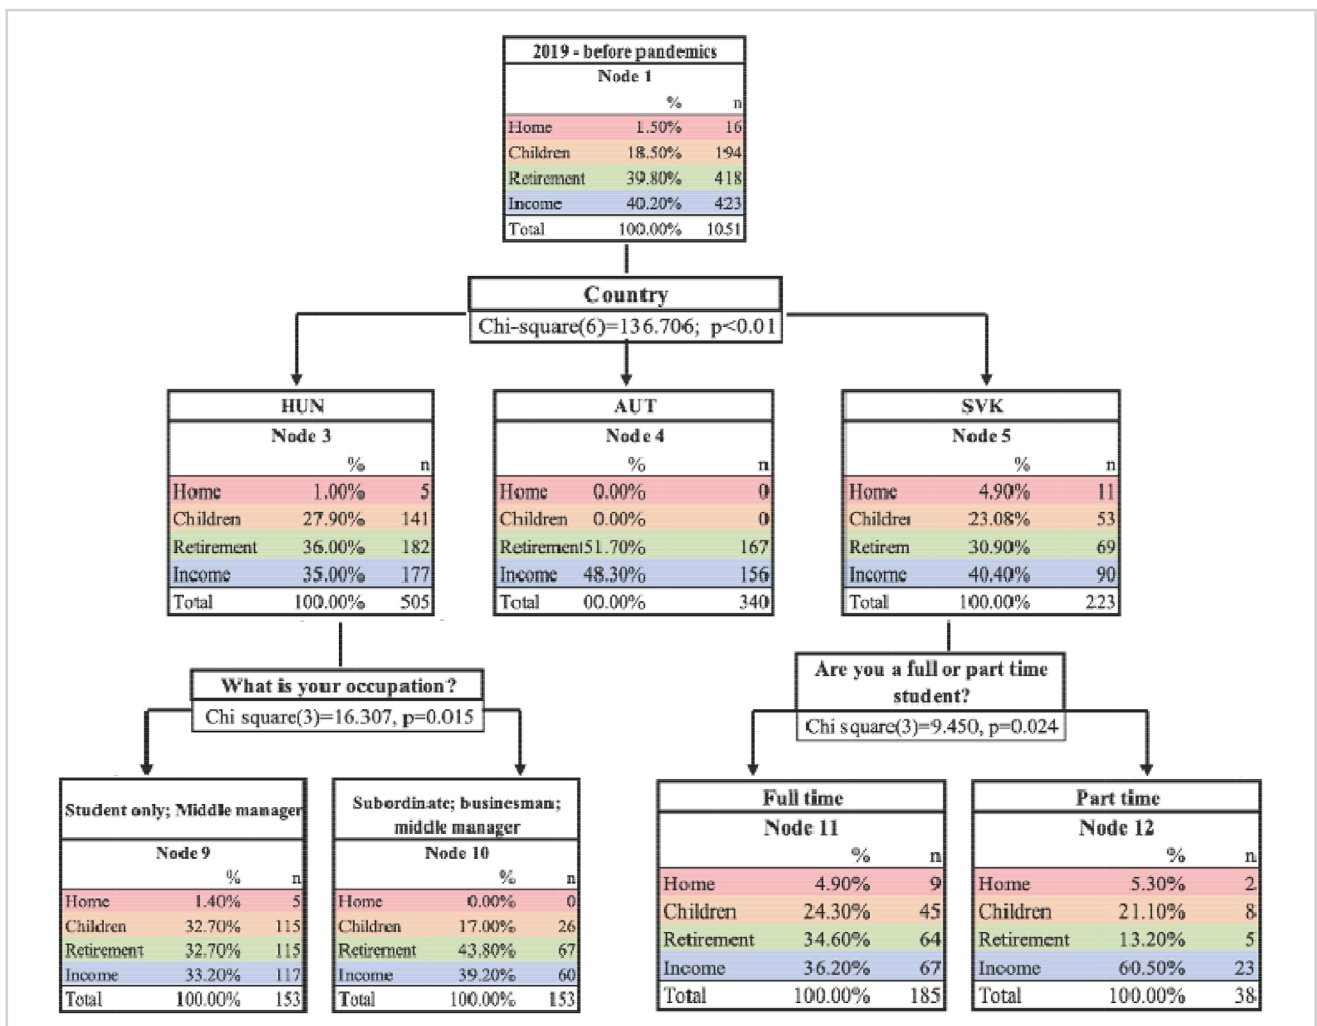 2019 - before pandemics
Node 1
% n
Home 1.50% 16
Children 18.50% 194
Retirement 39.80% 418
Income 40.20% 423
Total 100.00% 1051
Country
Chi-square(6)=136.706; p<0.01
HUN
Node 3
% n
Home 1.00% 5
Children 27.90% 141
Retirement 36.00% 182
Income 35.00% 177
Total 100.00% 505
AUT
Node 4
% n
Home 0.00% 0
Children 0.00% 0
Retirement 51.70% 167
Income 48.30% 156
Total 00.00% 340
SVK
Node 5
% n
Home 4.90% 11
Childre 23.08% 53
Retirem 30.90% 69
Income 40.40% 90
Total 100.00% 223
What is your occupation?
Chi square(3)=16.307, p=0.015
Are you a full or part time
student?
Chi square(3)=9.450, p=0.024
Student only; Middle manager
Node 9
% n
Home 1.40% 5
Children 32.70% 115
Retirement 32.70% 115
Income 33.20% 117
Total 100.00% 153
Subordinate; businesman;
middle manager
Node 10
% n
Home 0.00% 0
Children 17.00% 26
Retirement 43.80% 67
Income 39.20% 60
Total 100.00% 153
Full time
Node 11
% n
Home 4.90% 9
Children 24.30% 45
Retirement 34.60% 64
Income 36.20% 67
Total 100.00% 185
Part time
Node 12
% n
Home 5.30% 2
Children 21.10% 8
Retirement 13.20% 5
Income 60.50% 23
Total 100.00% 38